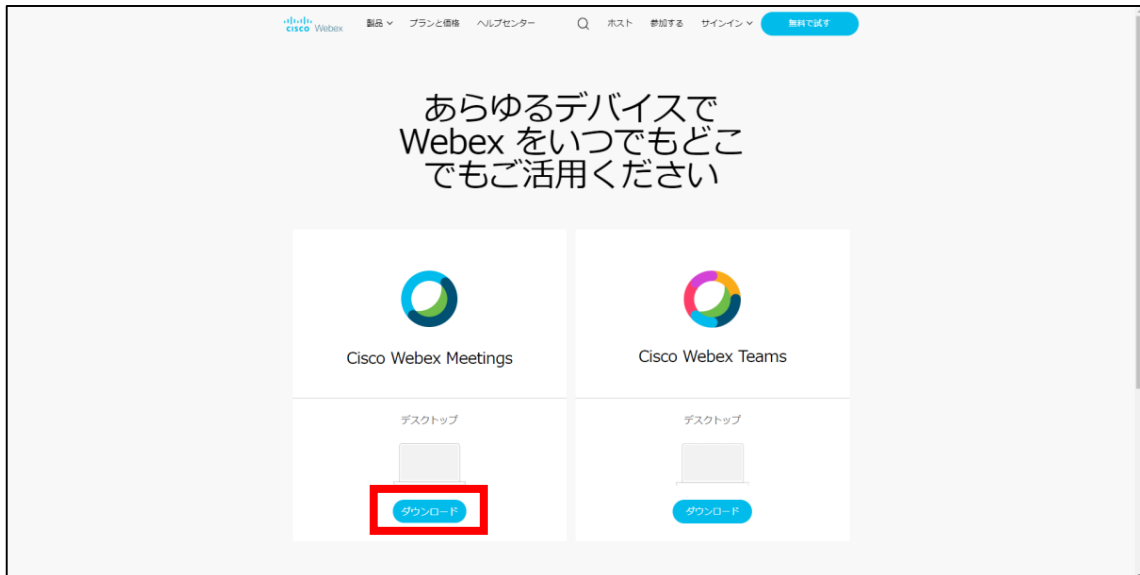 cisco Webex 製品 プランと価格 ヘルプセンター ホスト 参加する サインイン 無料で試す
あらゆるデバイスで
Webex をいつでもどこ
でもご活用ください
Cisco Webex Meetings
Cisco Webex Teams
デスクトップ
デスクトップ
ダウンロード
ダウンロード